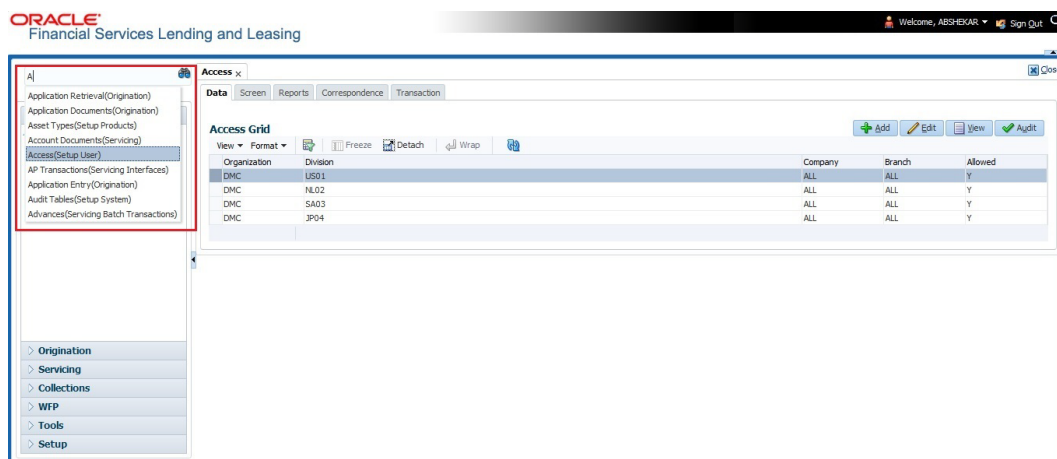 ORACLE
Financial Services Lending and Leasing
Welcome, ABSHEKAR Sign Out
A
Application Retrieval(Origination)
Application Documents(Origination)
Asset Types(Setup Products)
Account Documents(Servicing)
Access(Setup User)
AP Transactions(Servicing Interfaces)
Application Entry(Origination)
Audit Tables(Setup System)
Advances(Servicing Batch Transactions)
Origination
Servicing
Collections
WFP
Tools
Setup
Access x
Clos
Data Screen Reports Correspondence Transaction
Access Grid
Add Edit View Audit
View Format Freeze Detach Wrap
Organization Division Company Branch Allowed
DMC US01 ALL ALL Y
DMC NL02 ALL ALL Y
DMC SA03 ALL ALL Y
DMC JP04 ALL ALL Y